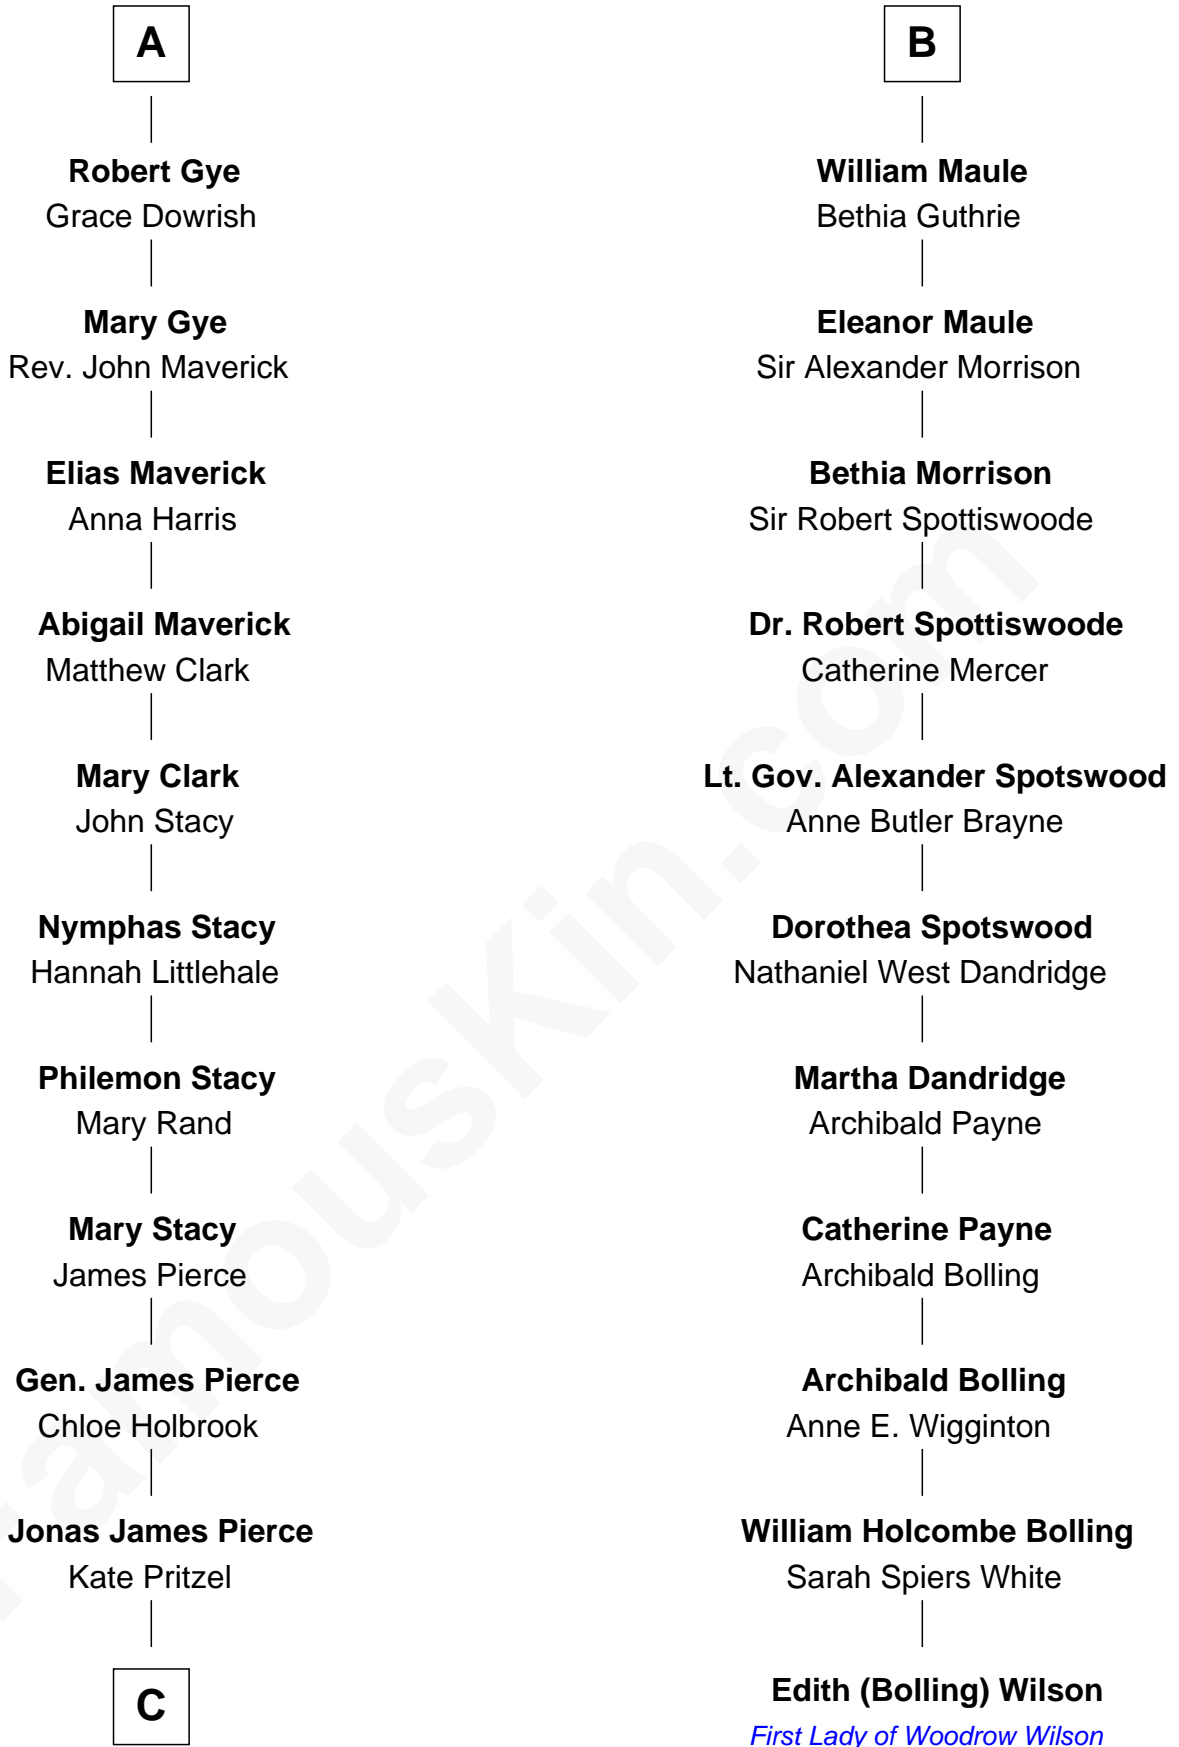 A
Robert Gye
Grace Dowrish
Mary Gye
Rev. John Maverick
Elias Maverick
Anna Harris
Abigail Maverick
Matthew Clark
Mary Clark
John Stacy
Nymphas Stacy
Hannah Littlehale
Philemon Stacy
Mary Rand
Mary Stacy
James Pierce
Gen. James Pierce
Chloe Holbrook
Jonas James Pierce
Kate Pritzel
C
B
William Maule
Bethia Guthrie
Eleanor Maule
Sir Alexander Morrison
Bethia Morrison
Sir Robert Spottiswoode
Dr. Robert Spottiswoode
Catherine Mercer
Lt. Gov. Alexander Spotswood
Anne Butler Brayne
Dorothea Spotswood
Nathaniel West Dandridge
Martha Dandridge
Archibald Payne
Catherine Payne
Archibald Bolling
Archibald Bolling
Anne E. Wigginton
William Holcombe Bolling
Sarah Spiers White
Edith (Bolling) Wilson
First Lady of Woodrow Wilson
FamousKin.com